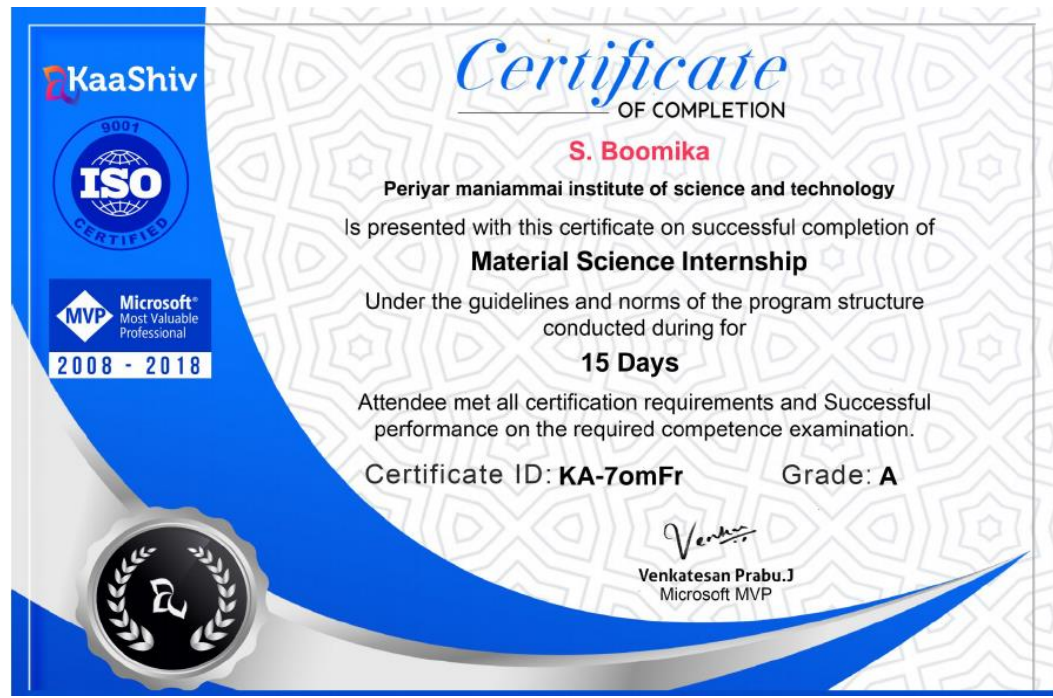 KaaShiv
9001
ISO
CERTIFIED
MVP
Microsoft®
Most Valuable
Professional
2008 - 2018
Certificate
OF COMPLETION
S. Boomika
Periyar maniammai institute of science and technology
Is presented with this certificate on successful completion of
Material Science Internship
Under the guidelines and norms of the program structure
conducted during for
15 Days
Attendee met all certification requirements and Successful
performance on the required competence examination.
Certificate ID: KA-7omFr Grade: A
Venkatesan Prabu.J
Microsoft MVP